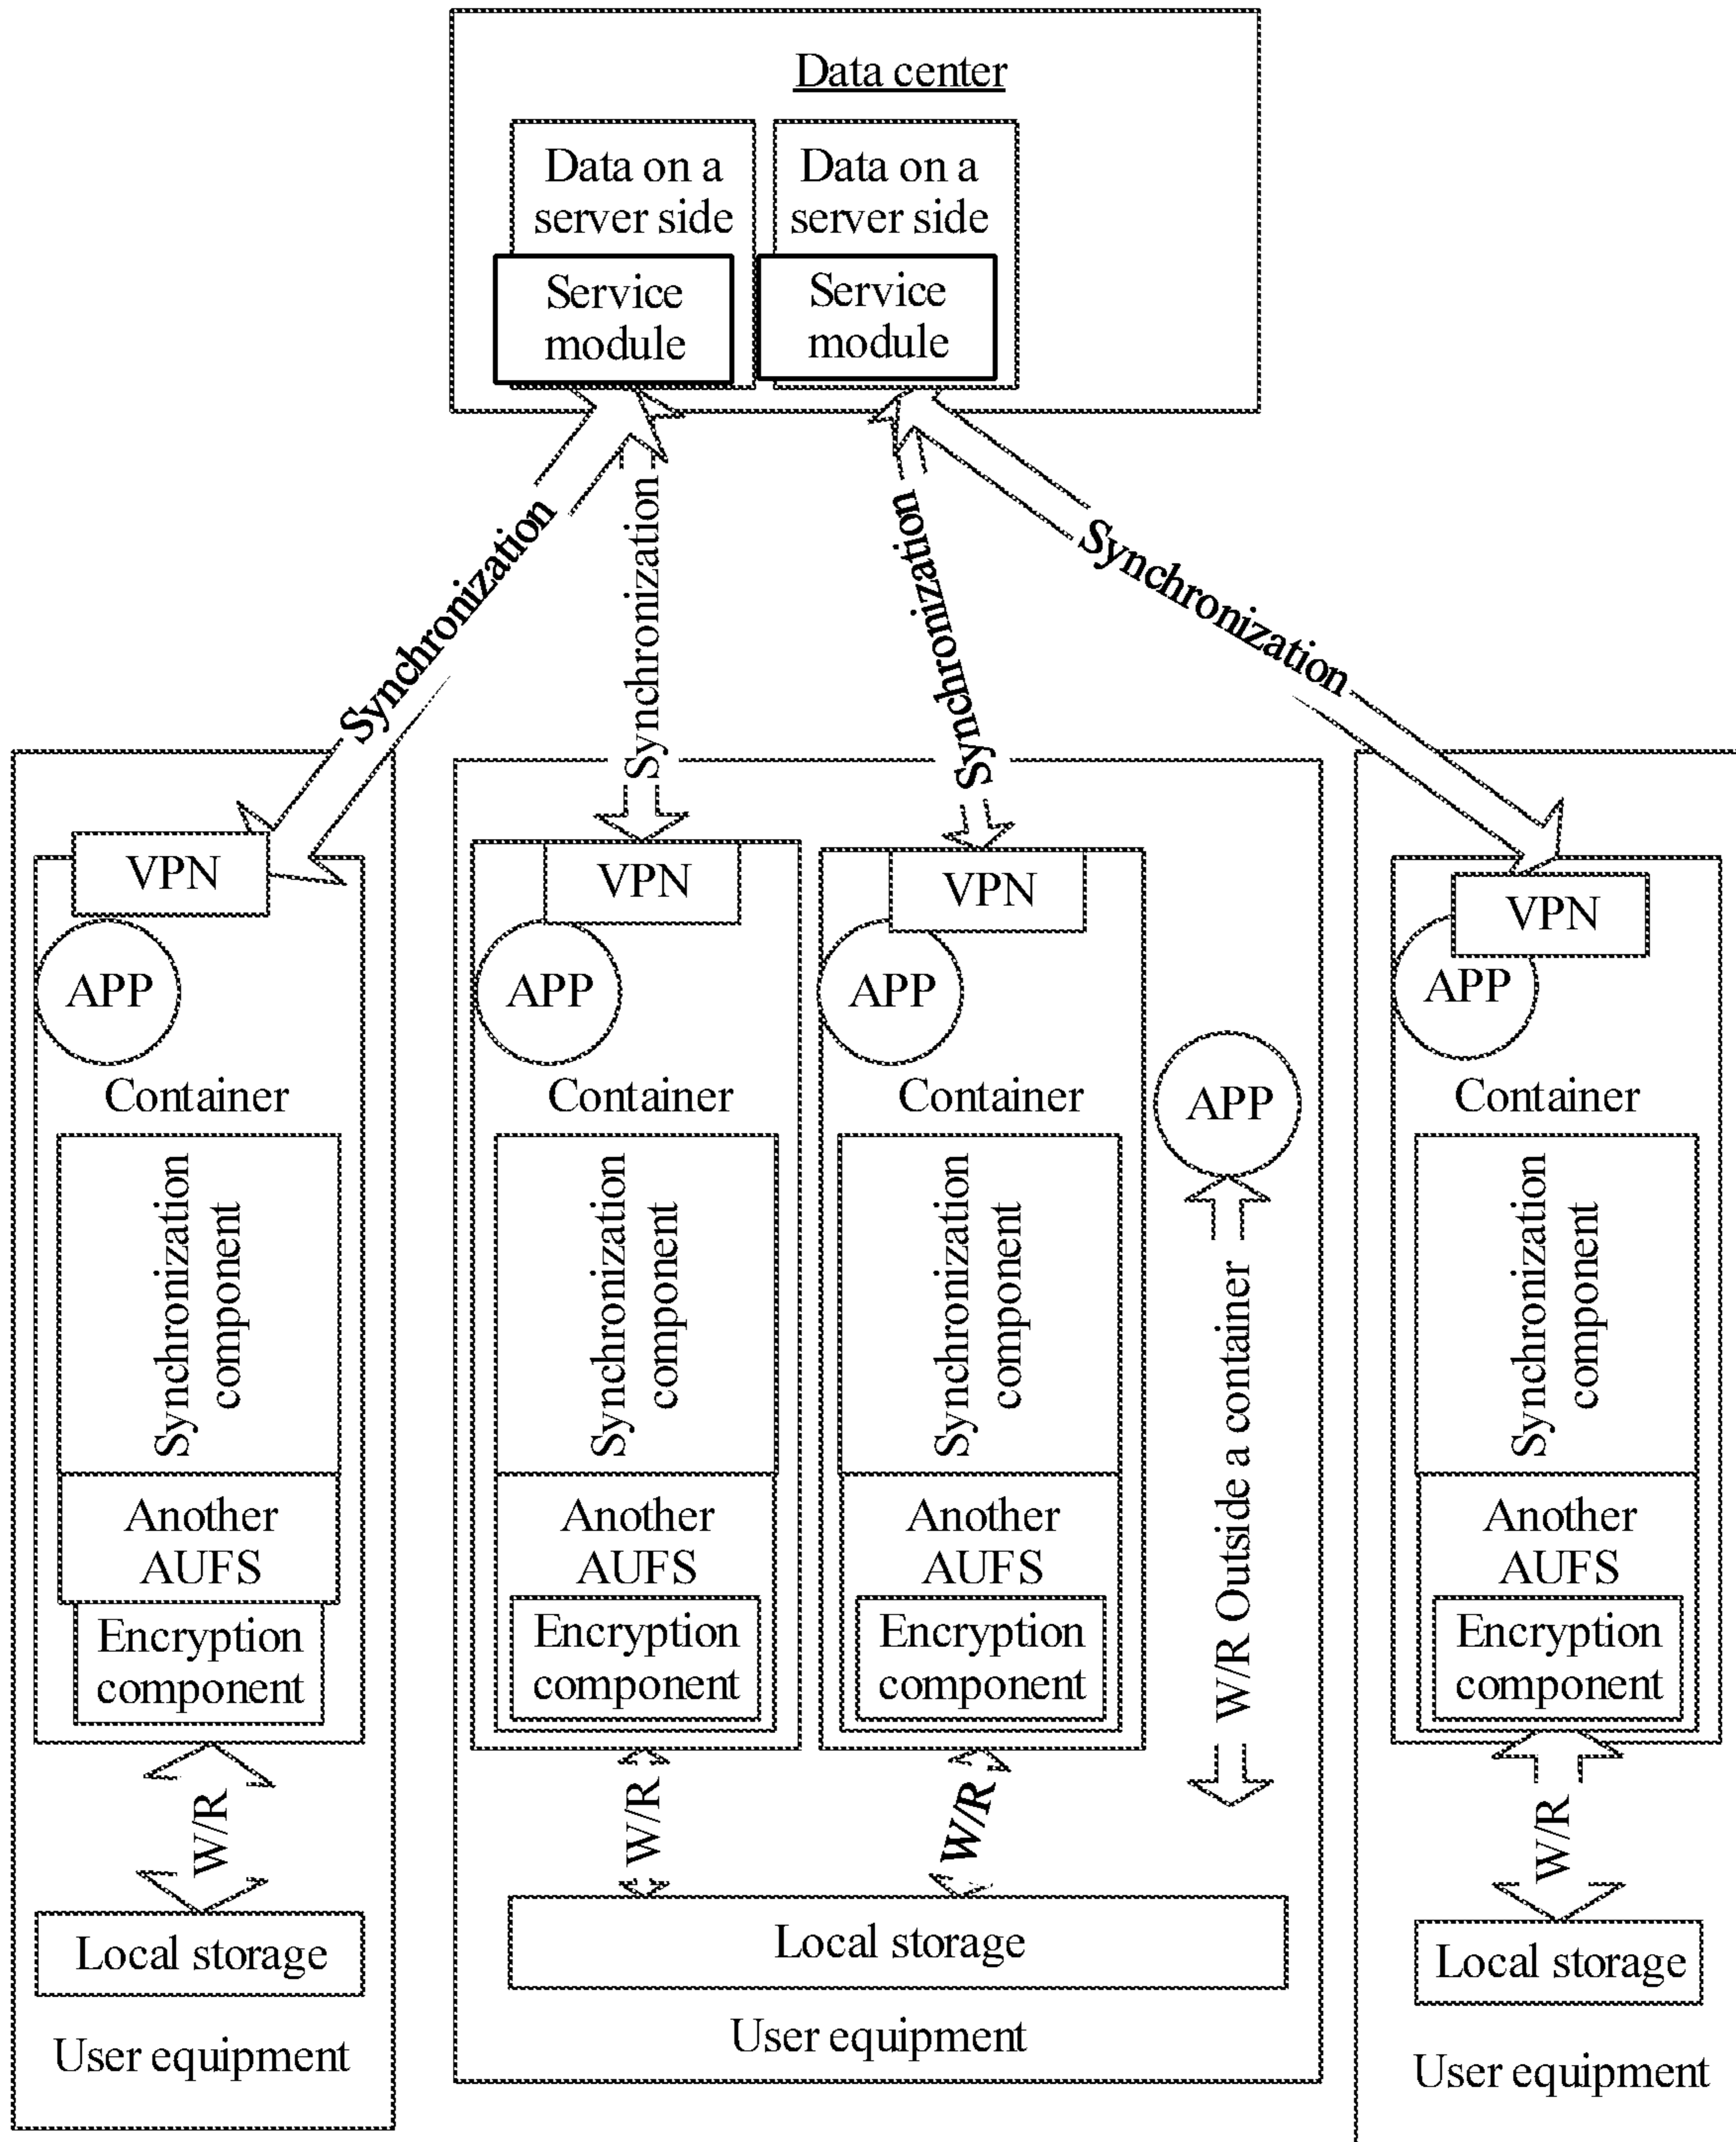 Data center
Data on a
server side
Service
module
Data on a
server side
Service
module
Synchronization
Synchronization
Synchronization
Synchronization
VPN
APP
Container
Synchronization
component
Another
AUFS
Encryption
component
W/R
Local storage
User equipment
VPN
APP
Container
Synchronization
component
Another
AUFS
Encryption
component
W/R
VPN
APP
Container
Synchronization
component
Another
AUFS
Encryption
component
W/R
APP
W/R Outside a container
Local storage
User equipment
VPN
APP
Container
Synchronization
component
Another
AUFS
Encryption
component
W/R
Local storage
User equipment